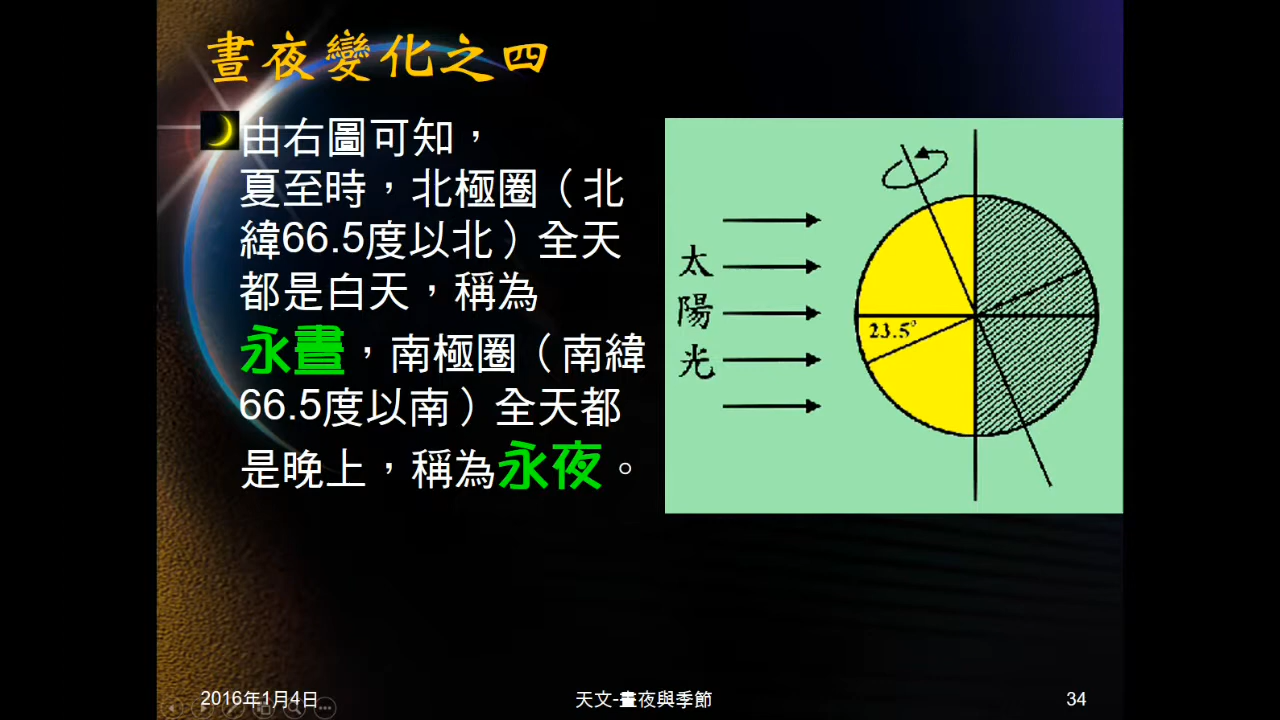 晝夜變化之四
由右圖可知，
夏至時，北極圈（北
緯66.5度以北）全天
都是白天，稱為
永晝，南極圈（南緯
66.5度以南）全天都
是晚上，稱為永夜。
太
陽
光
23.5°
2016年1月4日
天文-晝夜與季節
34